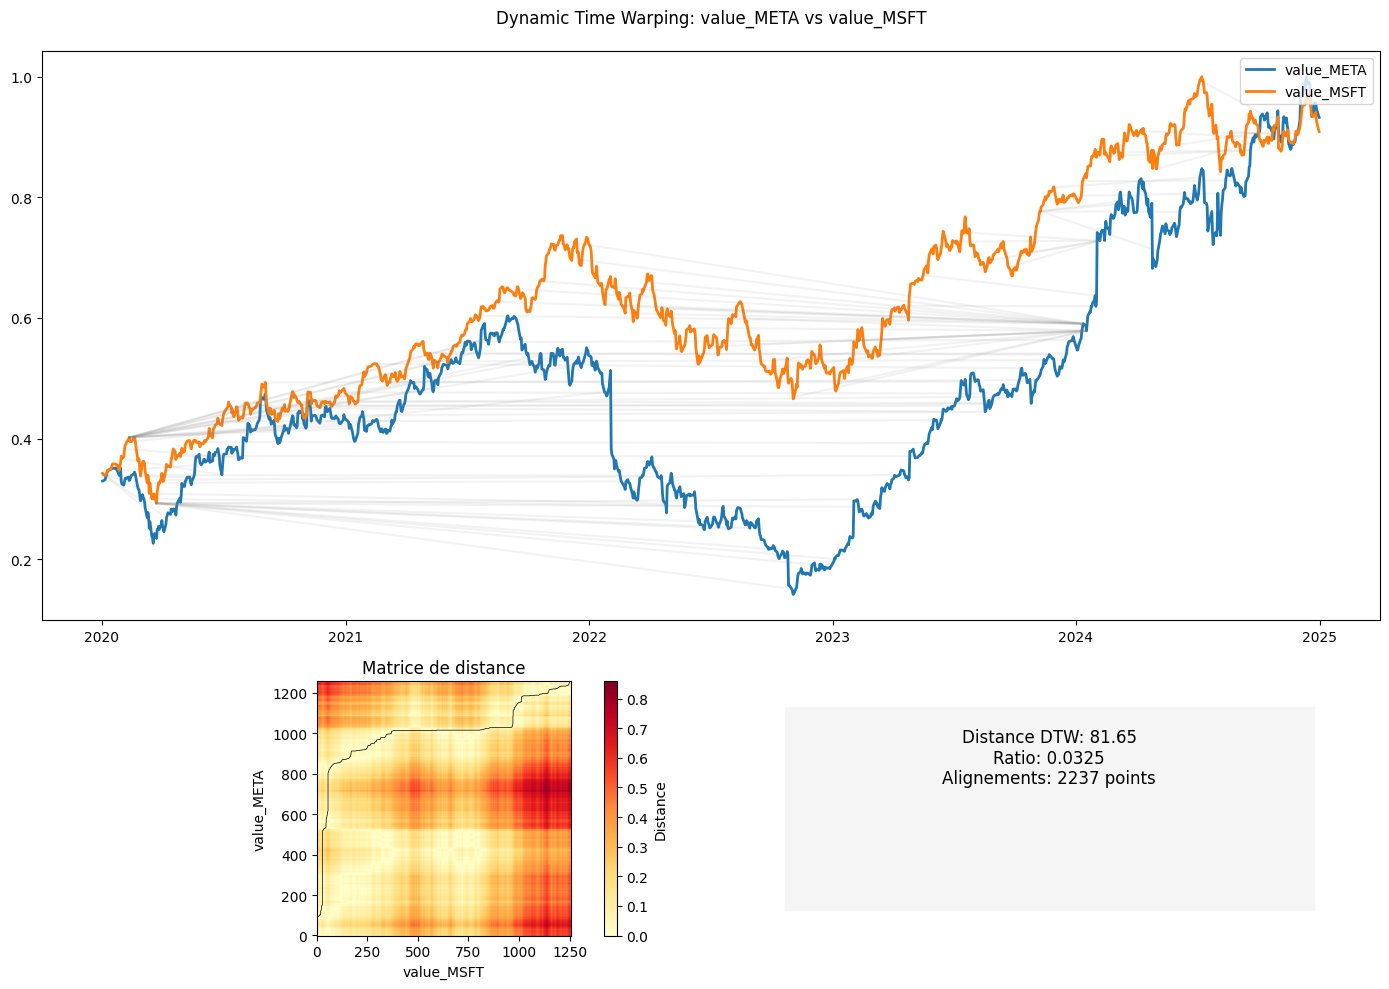 Dynamic Time Warping: value_META vs value_MSFT
value_META
value_MSFT
1.0
0.8
0.6
0.4
0.2
2020 2021 2022 2023 2024 2025
Matrice de distance
1200
1000
800
600
400
200
0
value_META
0 250 500 750 1000 1250
value_MSFT
0.8
0.7
0.6
0.5
0.4
0.3
0.2
0.1
0.0
Distance
Distance DTW: 81.65
Ratio: 0.0325
Alignements: 2237 points